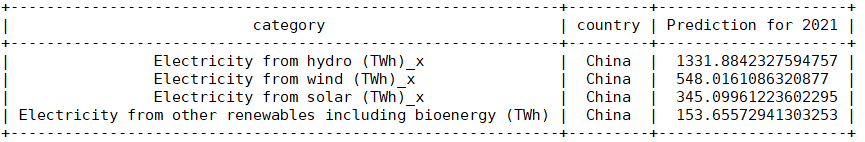 category | country | Prediction for 2021
Electricity from hydro (TWh)_x | China | 1331.8842327594757
Electricity from wind (TWh)_x | China | 548.0161086320877
Electricity from solar (TWh)_x | China | 345.09961223602295
Electricity from other renewables including bioenergy (TWh) | China | 153.65572941303253